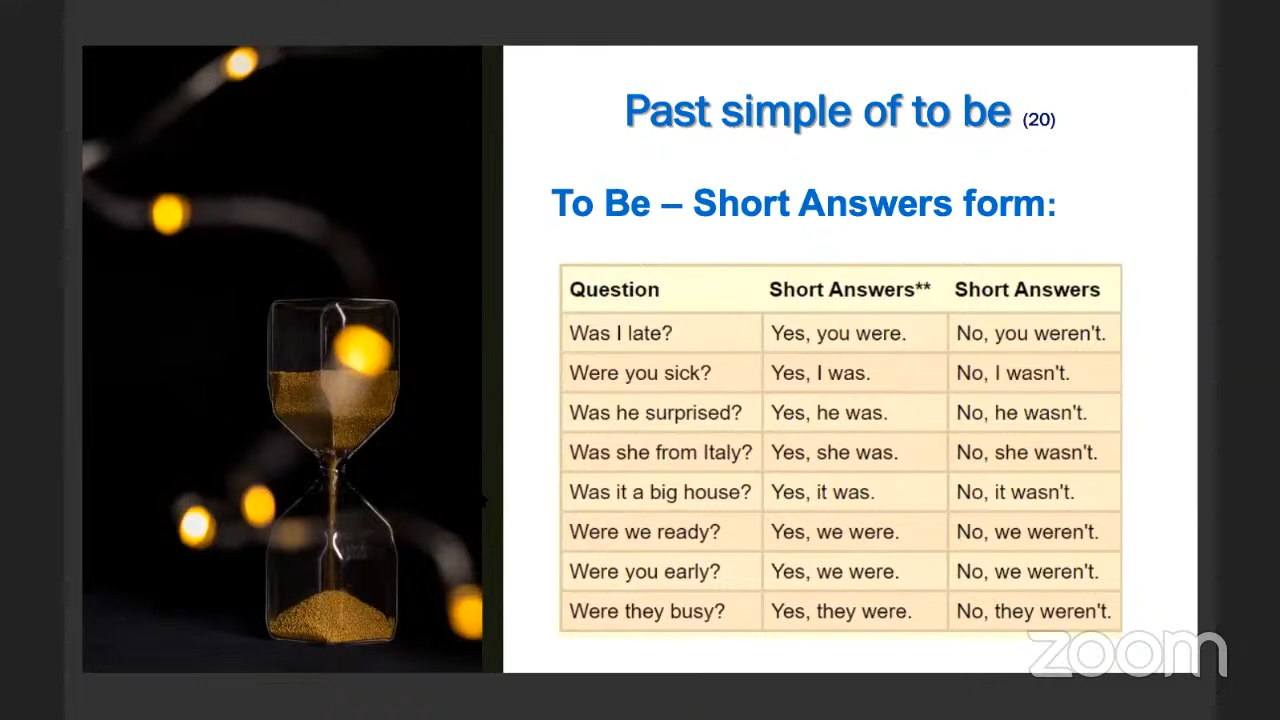 Past simple of to be (20)
To Be – Short Answers form:
Question Short Answers** Short Answers
Was I late? Yes, you were. No, you weren't.
Were you sick? Yes, I was. No, I wasn't.
Was he surprised? Yes, he was. No, he wasn't.
Was she from Italy? Yes, she was. No, she wasn't.
Was it a big house? Yes, it was. No, it wasn't.
Were we ready? Yes, we were. No, we weren't.
Were you early? Yes, we were. No, we weren't.
Were they busy? Yes, they were. No, they weren't.
zoom